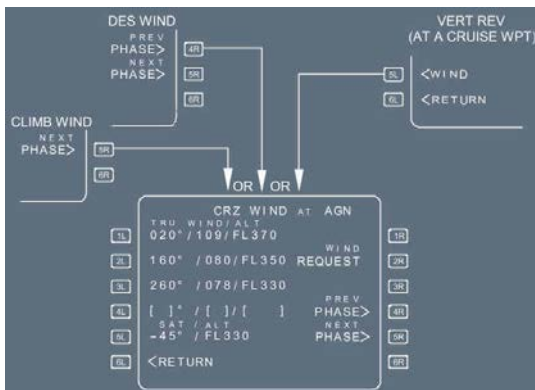 DES WIND
PREV
PHASE> 4R
NEXT
PHASE> 5R
6R
VERT REV
(AT A CRUISE WPT)
5L <WIND
6L <RETURN
CLIMB WIND
NEXT
PHASE> 5R
6R
OR OR
CRZ WIND AT AGN
TRU WIND/ALT
1L 020°/109/FL370 1R
WIND
2L 160° /080/FL350 REQUEST 2R
3L 260° /078/FL330 3R
PREV
4L [ ]° /[ ]/[ ] PHASE> 4R
SAT /ALT NEXT
5L -45° /FL330 PHASE> 5R
6L <RETURN 6R